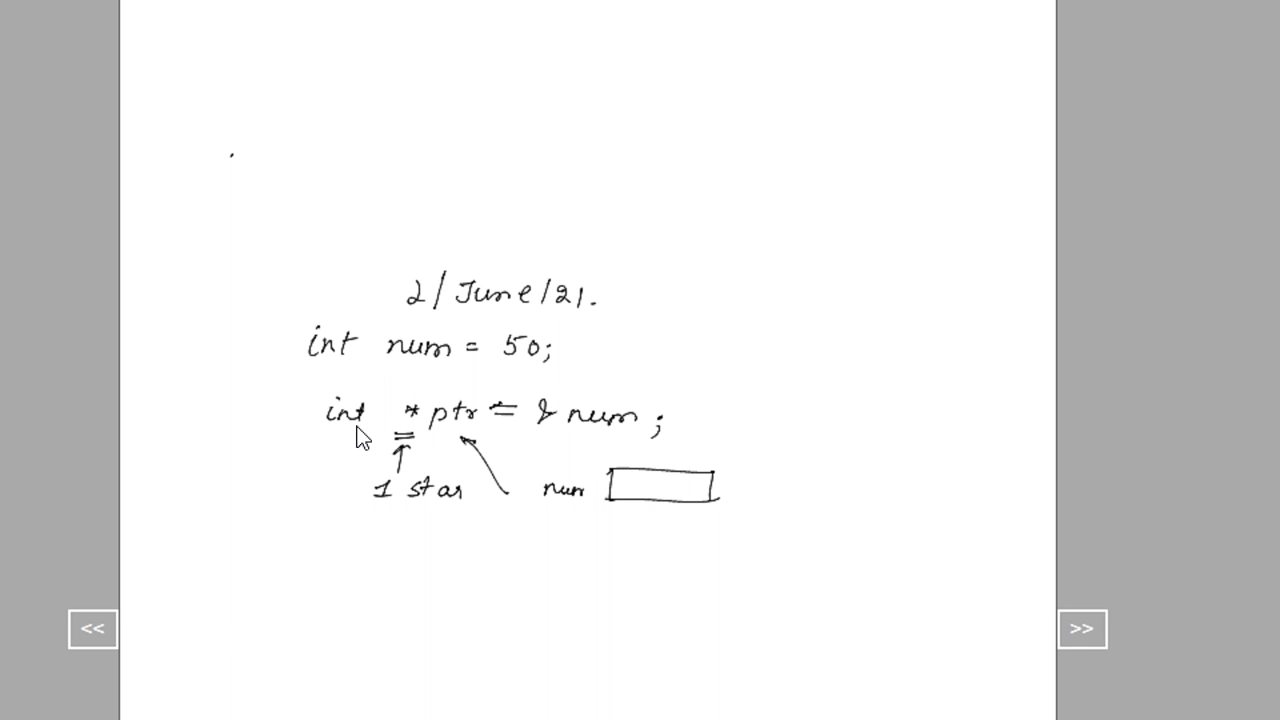 2/June/21.
int num = 50;
int *ptr = & num;
1 star num
<< >>